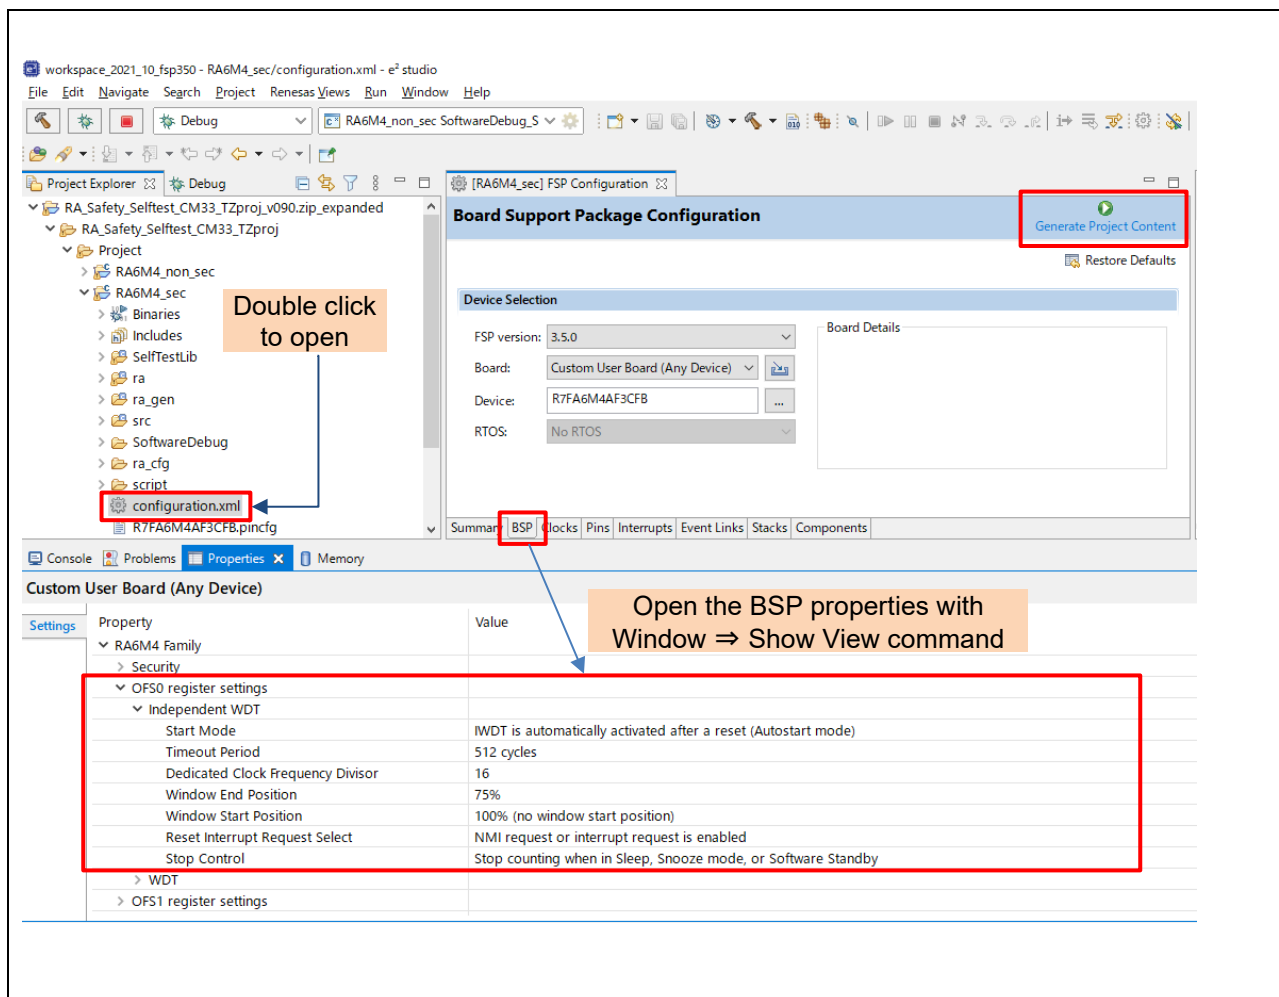 workspace_2021_10_fsp350 - RA6M4_sec/configuration.xml - e² studio
File Edit Navigate Search Project Renesas Views Run Window Help
Debug
RA6M4_non_sec SoftwareDebug_S
Project Explorer
Debug
[RA6M4_sec] FSP Configuration
RA_Safety_Selftest_CM33_TZproj_v090.zip_expanded
RA_Safety_Selftest_CM33_TZproj
Project
RA6M4_non_sec
RA6M4_sec
Binaries
Includes
SelfTestLib
ra
ra_gen
src
SoftwareDebug
ra_cfg
script
configuration.xml
R7FA6M4AF3CFB.pincfg
Double click
to open
Board Support Package Configuration
Generate Project Content
Restore Defaults
Device Selection
FSP version: 3.5.0
Board: Custom User Board (Any Device)
Device: R7FA6M4AF3CFB ...
RTOS: No RTOS
Board Details
Summary BSP Clocks Pins Interrupts Event Links Stacks Components
Console Problems Properties Memory
Custom User Board (Any Device)
Open the BSP properties with
Window ⇒ Show View command
Settings
Property Value
RA6M4 Family
Security
OFS0 register settings
Independent WDT
Start Mode IWDT is automatically activated after a reset (Autostart mode)
Timeout Period 512 cycles
Dedicated Clock Frequency Divisor 16
Window End Position 75%
Window Start Position 100% (no window start position)
Reset Interrupt Request Select NMI request or interrupt request is enabled
Stop Control Stop counting when in Sleep, Snooze mode, or Software Standby
WDT
OFS1 register settings